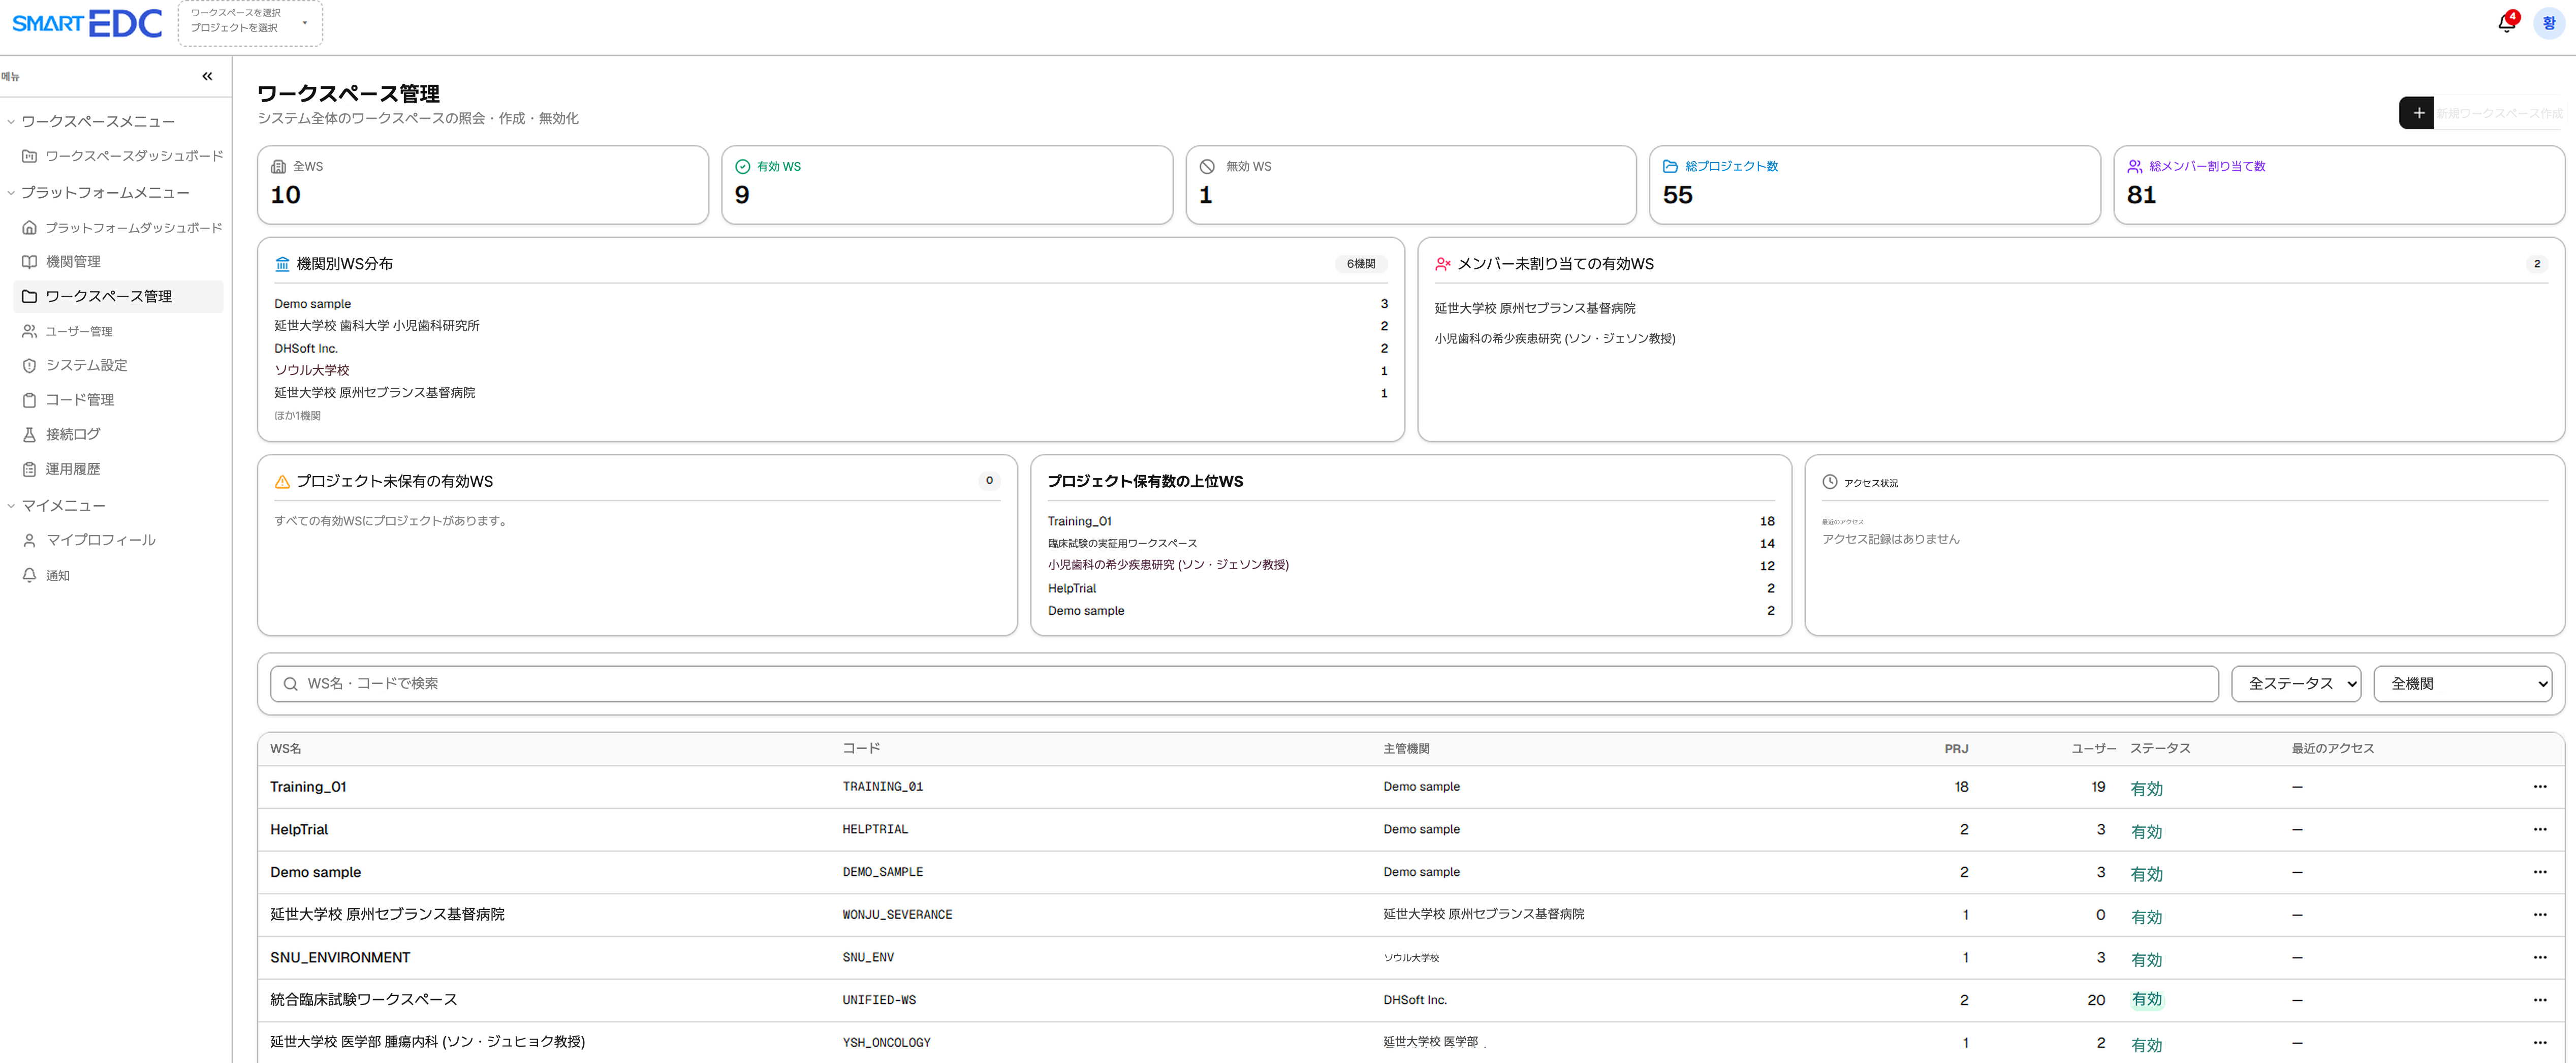 SMART EDC
ワークスペースを選択
プロジェクトを選択
4
황
메뉴
ワークスペースメニュー
ワークスペースダッシュボード
プラットフォームメニュー
プラットフォームダッシュボード
機関管理
ワークスペース管理
ユーザー管理
システム設定
コード管理
接続ログ
運用履歴
マイメニュー
マイプロフィール
通知
ワークスペース管理
システム全体のワークスペースの照会・作成・無効化
+ 新規ワークスペース作成
全WS
10
有効 WS
9
無効 WS
1
総プロジェクト数
55
総メンバー割り当て数
81
機関別WS分布 6機関
Demo sample 3
延世大学校 歯科大学 小児歯科研究所 2
DHSoft Inc. 2
ソウル大学校 1
延世大学校 原州セブランス基督病院 1
ほか1機関
メンバー未割り当ての有効WS 2
延世大学校 原州セブランス基督病院
小児歯科の希少疾患研究 (ソン・ジェソン教授)
プロジェクト未保有の有効WS 0
すべての有効WSにプロジェクトがあります。
プロジェクト保有数の上位WS
Training_01 18
臨床試験の実証用ワークスペース 14
小児歯科の希少疾患研究 (ソン・ジェソン教授) 12
HelpTrial 2
Demo sample 2
アクセス状況
最近のアクセス
アクセス記録はありません
WS名・コードで検索
全ステータス
全機関
WS名 コード 主管機関 PRJ ユーザー ステータス 最近のアクセス
Training_01 TRAINING_01 Demo sample 18 19 有効 — ···
HelpTrial HELPTRIAL Demo sample 2 3 有効 — ···
Demo sample DEMO_SAMPLE Demo sample 2 3 有効 — ···
延世大学校 原州セブランス基督病院 WONJU_SEVERANCE 延世大学校 原州セブランス基督病院 1 0 有効 — ···
SNU_ENVIRONMENT SNU_ENV ソウル大学校 1 3 有効 — ···
統合臨床試験ワークスペース UNIFIED-WS DHSoft Inc. 2 20 有効 — ···
延世大学校 医学部 腫瘍内科 (ソン・ジュヒョク教授) YSH_ONCOLOGY 延世大学校 医学部 1 2 有効 — ···